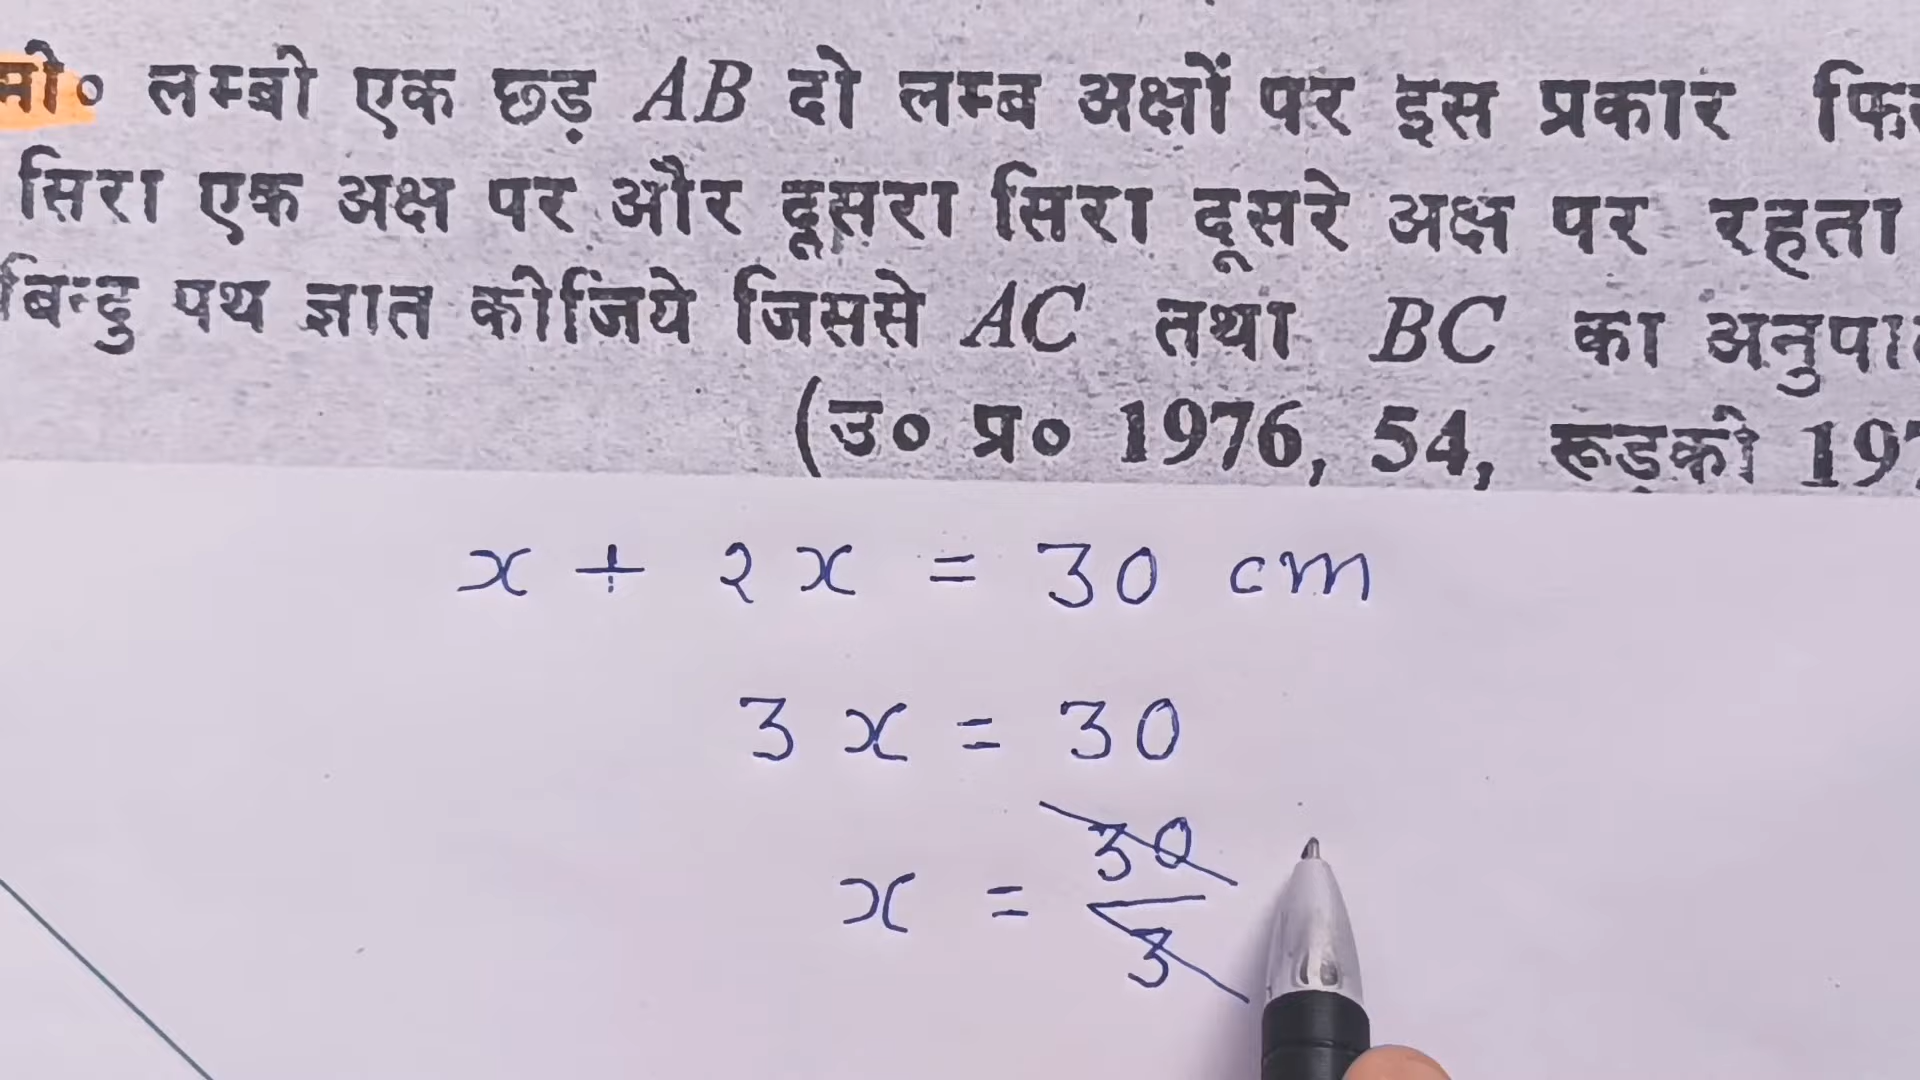 मी० लम्बी एक छड़ AB दो लम्ब अक्षों पर इस प्रकार
सिरा एक अक्ष पर और दूसरा सिरा दूसरे अक्ष पर रहता
बिन्दु पथ ज्ञात कीजिये जिससे AC तथा BC का
(उ० प्र० 1976, 54, रूड़की
x + 2x = 30 cm
3x = 30
x = 30/3